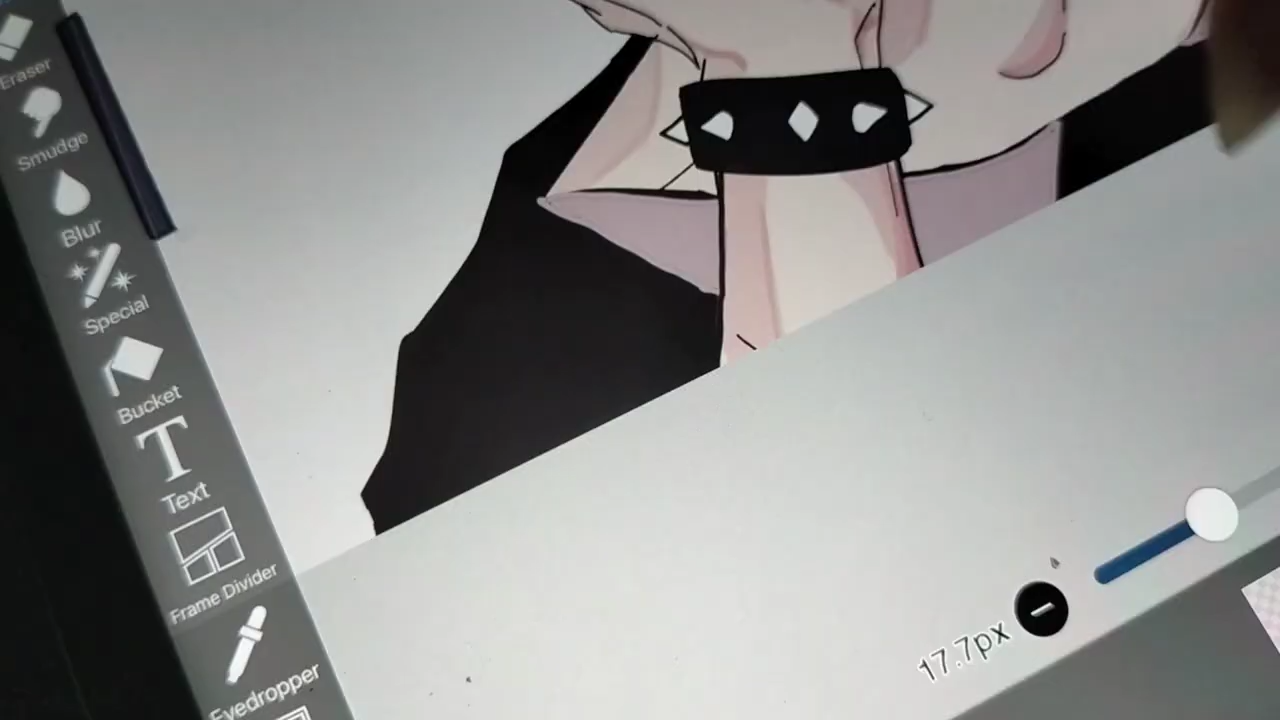 Eraser
Smudge
Blur
Special
Bucket
T
Text
Frame Divider
Eyedropper
17.7px